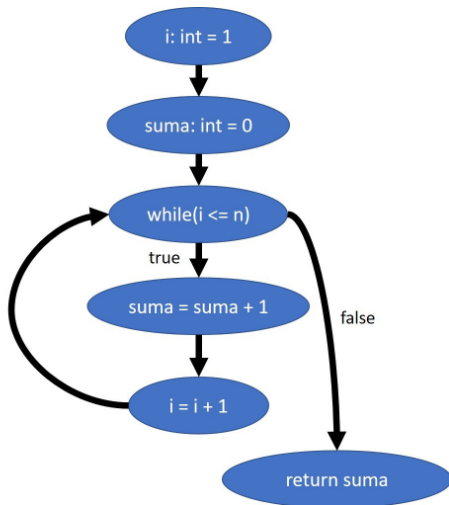 i: int = 1
suma: int = 0
while(i <= n)
true
suma = suma + 1
false
i = i + 1
return suma